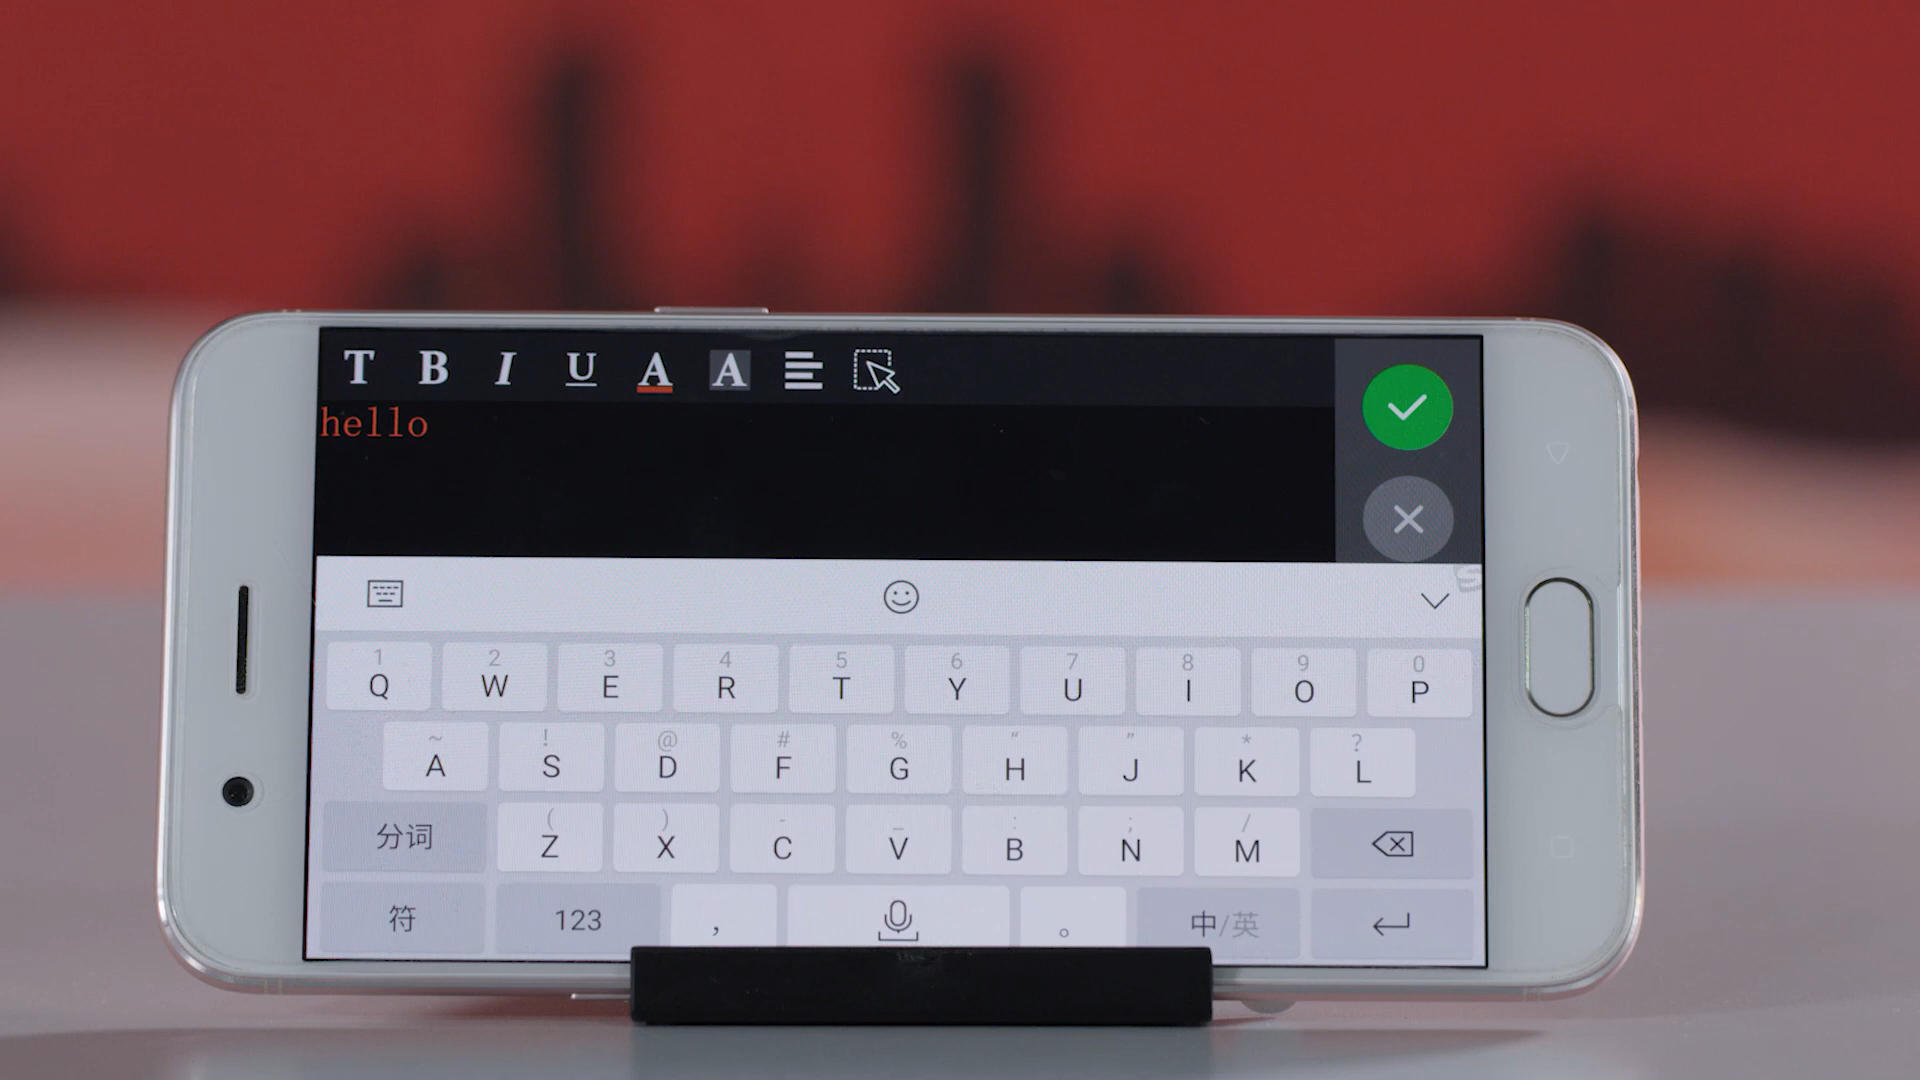 T B I U A A
hello
1 2 3 4 5 6 7 8 9 0
Q W E R T Y U I O P
~ ! @ # % “ ” * ?
A S D F G H J K L
( ) - _ : ; /
分词 Z X C V B N M
符 123 , 。 中/英